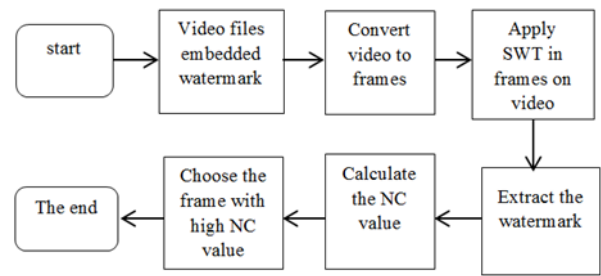 start
Video files
embedded
watermark
Convert
video to
frames
Apply
SWT in
frames on
video
Extract the
watermark
Calculate
the NC
value
Choose the
frame with
high NC
value
The end